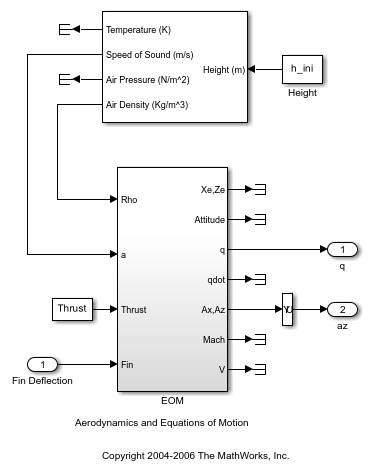 Temperature (K)
Speed of Sound (m/s)
Air Pressure (N/m^2)
Air Density (Kg/m^3)
Height (m)
h_ini
Height
Rho
a
Thrust
Fin
Xe,Ze
Attitude
q
qdot
Ax,Az
Mach
V
Thrust
1
Fin Deflection
1
q
2
az
EOM
Aerodynamics and Equations of Motion
Copyright 2004-2006 The MathWorks, Inc.